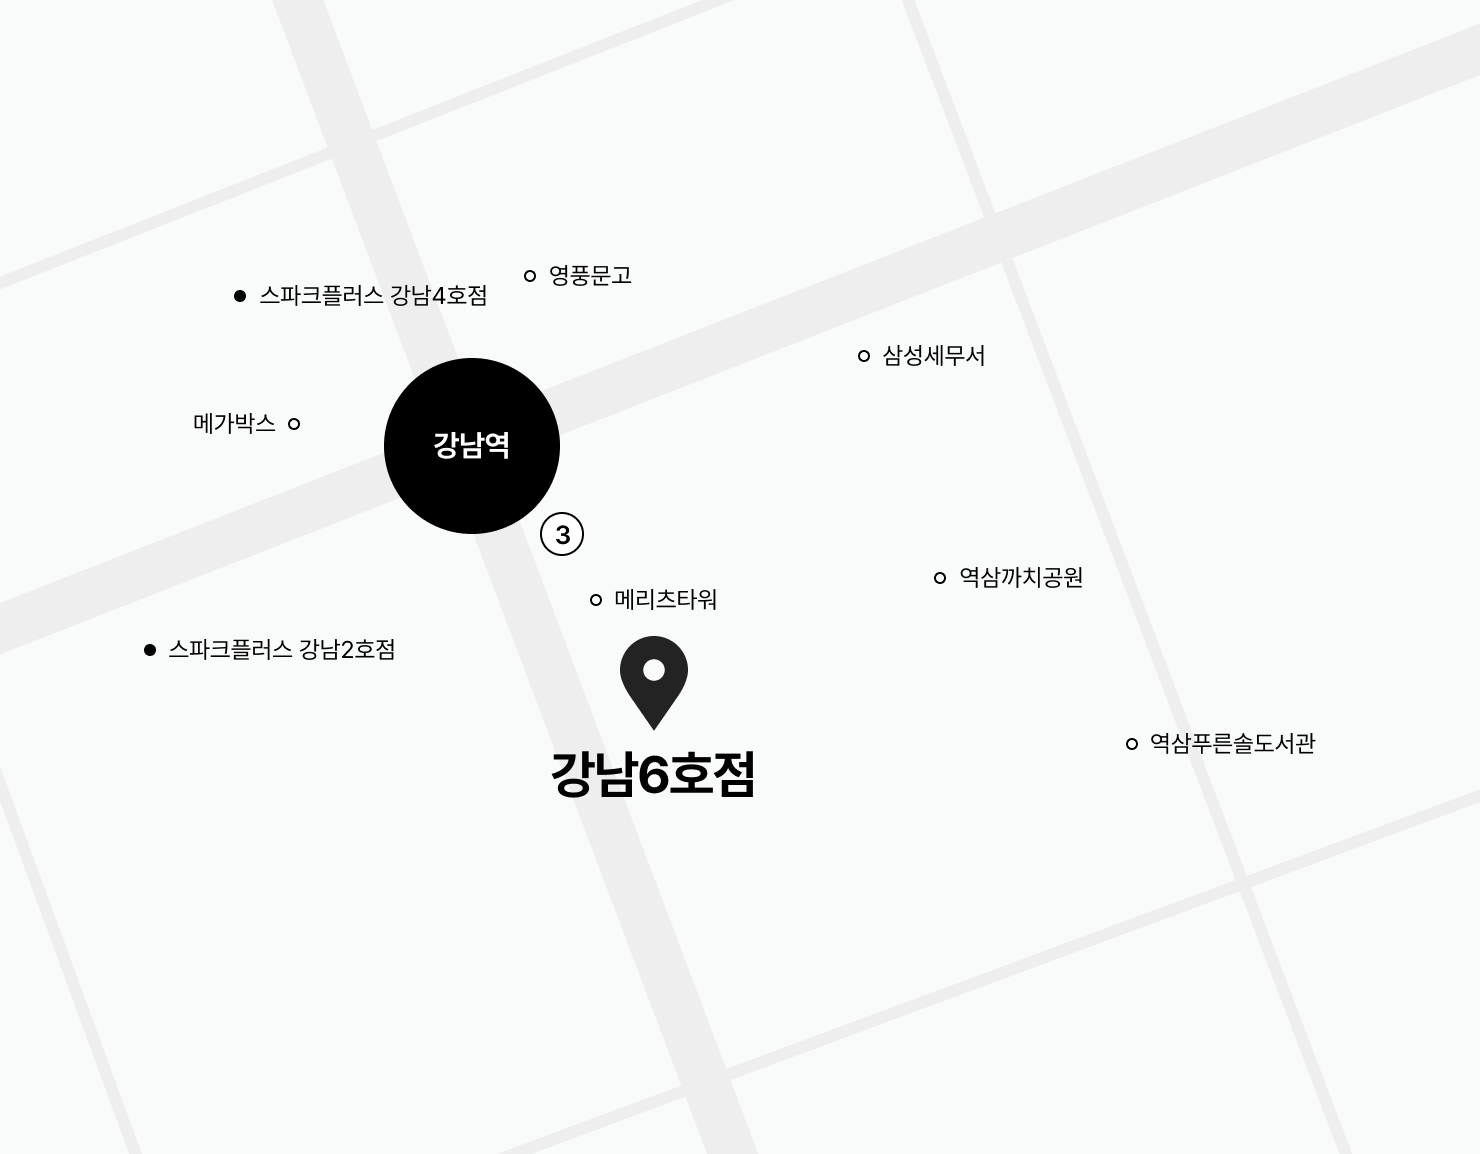 영풍문고
스파크플러스 강남4호점
삼성세무서
메가박스
강남역
3
역삼까치공원
메리츠타워
스파크플러스 강남2호점
역삼푸른솔도서관
강남6호점